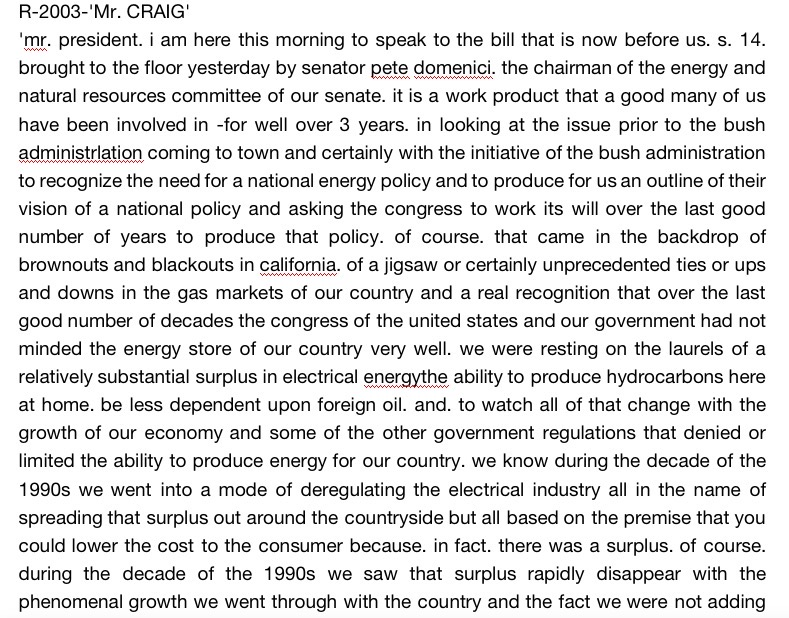 R-2003-'Mr. CRAIG'
'mr. president. i am here this morning to speak to the bill that is now before us. s. 14.
brought to the floor yesterday by senator pete domenici. the chairman of the energy and
natural resources committee of our senate. it is a work product that a good many of us
have been involved in -for well over 3 years. in looking at the issue prior to the bush
administrlation coming to town and certainly with the initiative of the bush administration
to recognize the need for a national energy policy and to produce for us an outline of their
vision of a national policy and asking the congress to work its will over the last good
number of years to produce that policy. of course. that came in the backdrop of
brownouts and blackouts in california. of a jigsaw or certainly unprecedented ties or ups
and downs in the gas markets of our country and a real recognition that over the last
good number of decades the congress of the united states and our government had not
minded the energy store of our country very well. we were resting on the laurels of a
relatively substantial surplus in electrical energythe ability to produce hydrocarbons here
at home. be less dependent upon foreign oil. and. to watch all of that change with the
growth of our economy and some of the other government regulations that denied or
limited the ability to produce energy for our country. we know during the decade of the
1990s we went into a mode of deregulating the electrical industry all in the name of
spreading that surplus out around the countryside but all based on the premise that you
could lower the cost to the consumer because. in fact. there was a surplus. of course.
during the decade of the 1990s we saw that surplus rapidly disappear with the
phenomenal growth we went through with the country and the fact we were not adding